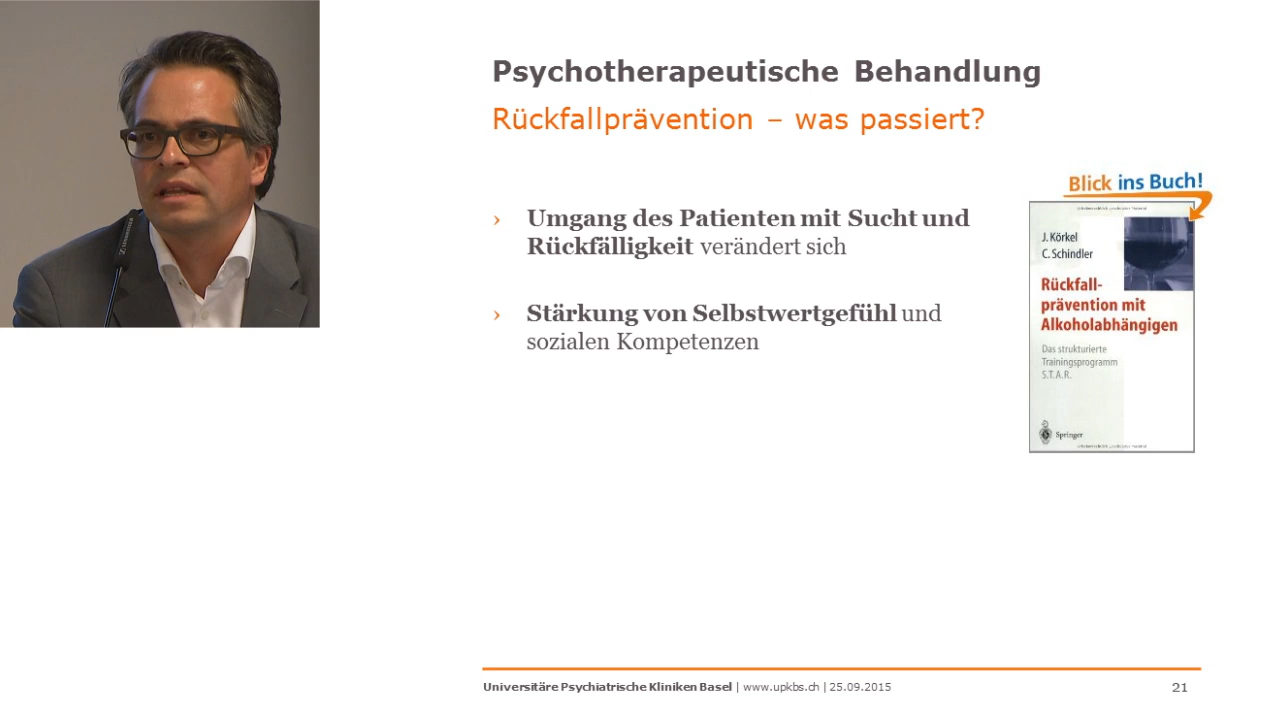 Psychotherapeutische Behandlung
Rückfallprävention – was passiert?
› Umgang des Patienten mit Sucht und
Rückfälligkeit verändert sich
› Stärkung von Selbstwertgefühl und
sozialen Kompetenzen
Blick ins Buch!
J. Körkel
C. Schindler
Rückfall-
prävention mit
Alkoholabhängigen
Das strukturierte
Trainingsprogramm
S.T.A.R.
Springer
Universitäre Psychiatrische Kliniken Basel | www.upkbs.ch | 25.09.2015
21